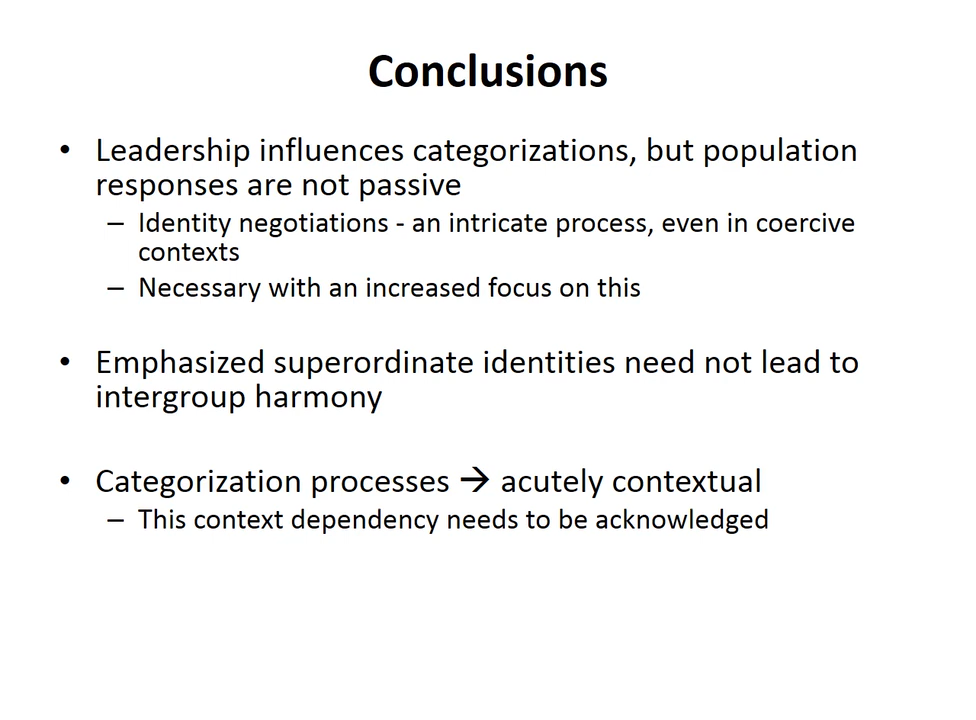 Conclusions
• Leadership influences categorizations, but population
responses are not passive
– Identity negotiations - an intricate process, even in coercive
contexts
– Necessary with an increased focus on this
• Emphasized superordinate identities need not lead to
intergroup harmony
• Categorization processes → acutely contextual
– This context dependency needs to be acknowledged